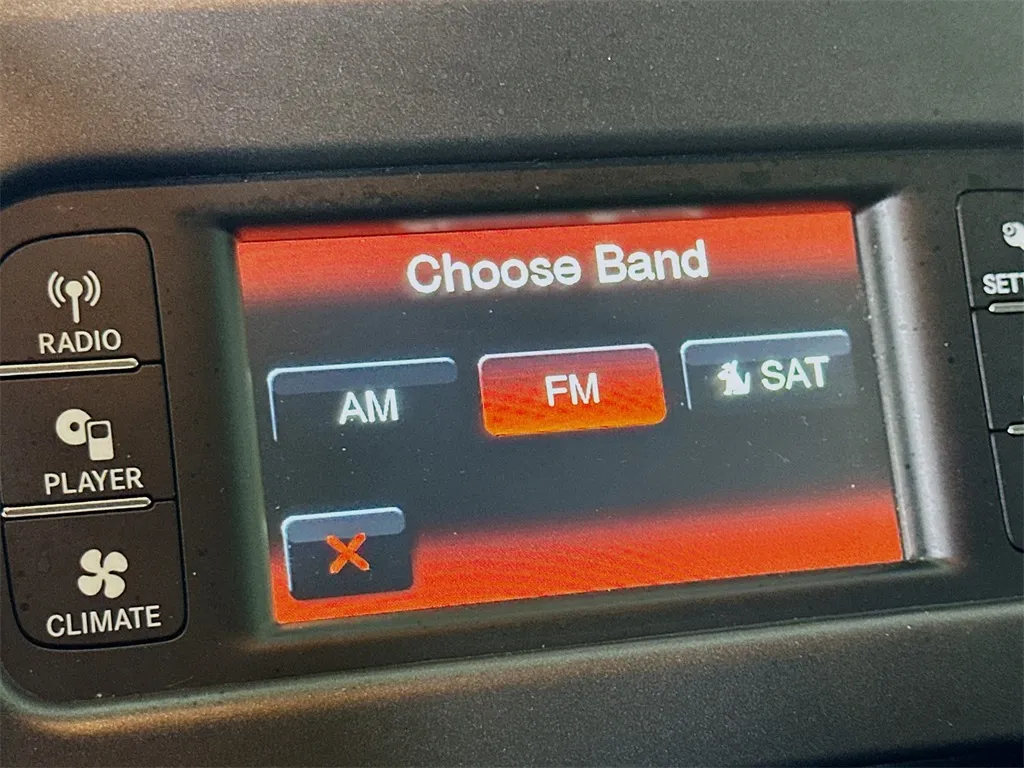 Choose Band
AM
FM
SAT
RADIO
PLAYER
CLIMATE